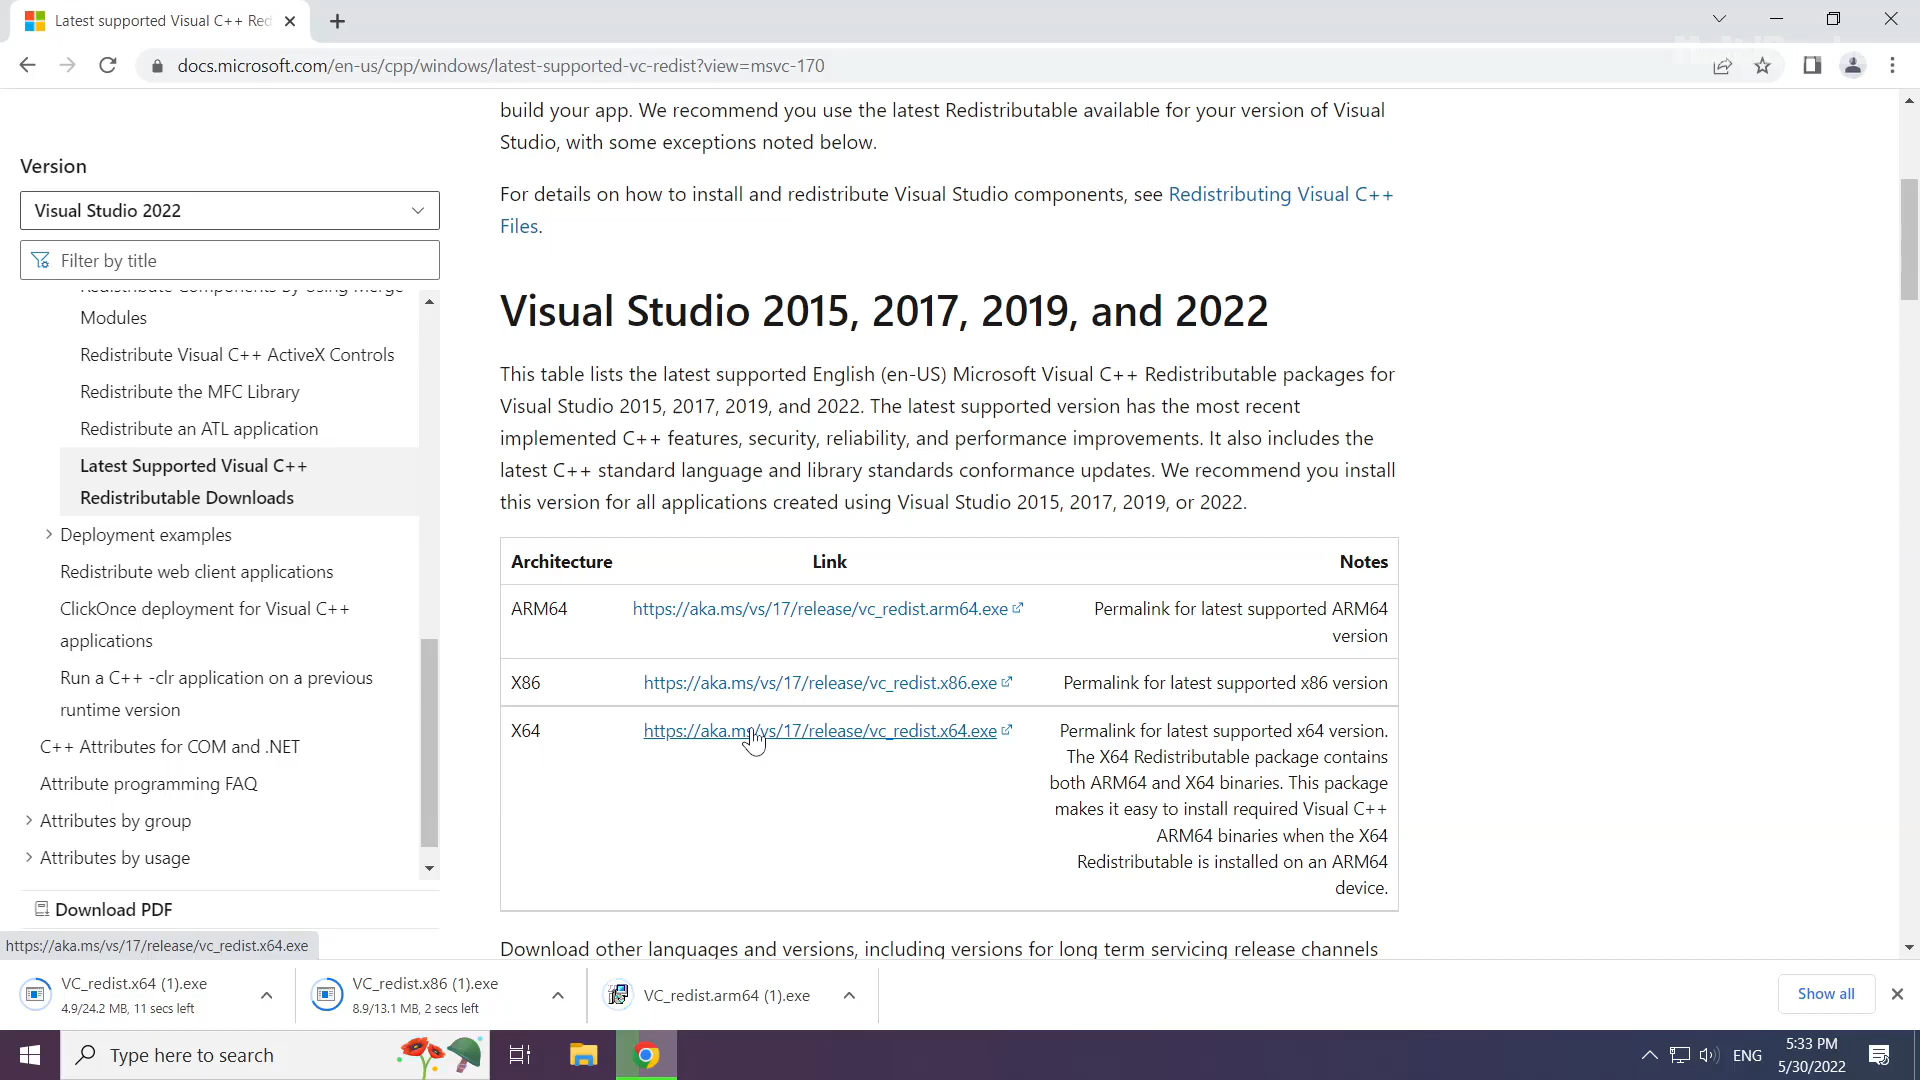 Latest supported Visual C++ Red
docs.microsoft.com/en-us/cpp/windows/latest-supported-vc-redist?view=msvc-170
Version
Visual Studio 2022
Filter by title
Redistribute Components By Using Merge
Modules
Redistribute Visual C++ ActiveX Controls
Redistribute the MFC Library
Redistribute an ATL application
Latest Supported Visual C++
Redistributable Downloads
Deployment examples
Redistribute web client applications
ClickOnce deployment for Visual C++
applications
Run a C++ -clr application on a previous
runtime version
C++ Attributes for COM and .NET
Attribute programming FAQ
Attributes by group
Attributes by usage
Download PDF
https://aka.ms/vs/17/release/vc_redist.x64.exe
build your app. We recommend you use the latest Redistributable available for your version of Visual
Studio, with some exceptions noted below.
For details on how to install and redistribute Visual Studio components, see Redistributing Visual C++
Files.
Visual Studio 2015, 2017, 2019, and 2022
This table lists the latest supported English (en-US) Microsoft Visual C++ Redistributable packages for
Visual Studio 2015, 2017, 2019, and 2022. The latest supported version has the most recent
implemented C++ features, security, reliability, and performance improvements. It also includes the
latest C++ standard language and library standards conformance updates. We recommend you install
this version for all applications created using Visual Studio 2015, 2017, 2019, or 2022.
Architecture Link Notes
ARM64 https://aka.ms/vs/17/release/vc_redist.arm64.exe Permalink for latest supported ARM64
version
X86 https://aka.ms/vs/17/release/vc_redist.x86.exe Permalink for latest supported x86 version
X64 https://aka.ms/vs/17/release/vc_redist.x64.exe Permalink for latest supported x64 version.
The X64 Redistributable package contains
both ARM64 and X64 binaries. This package
makes it easy to install required Visual C++
ARM64 binaries when the X64
Redistributable is installed on an ARM64
device.
Download other languages and versions, including versions for long term servicing release channels
VC_redist.x64 (1).exe
4.9/24.2 MB, 11 secs left
VC_redist.x86 (1).exe
8.9/13.1 MB, 2 secs left
VC_redist.arm64 (1).exe
Show all
Type here to search
ENG
5:33 PM
5/30/2022